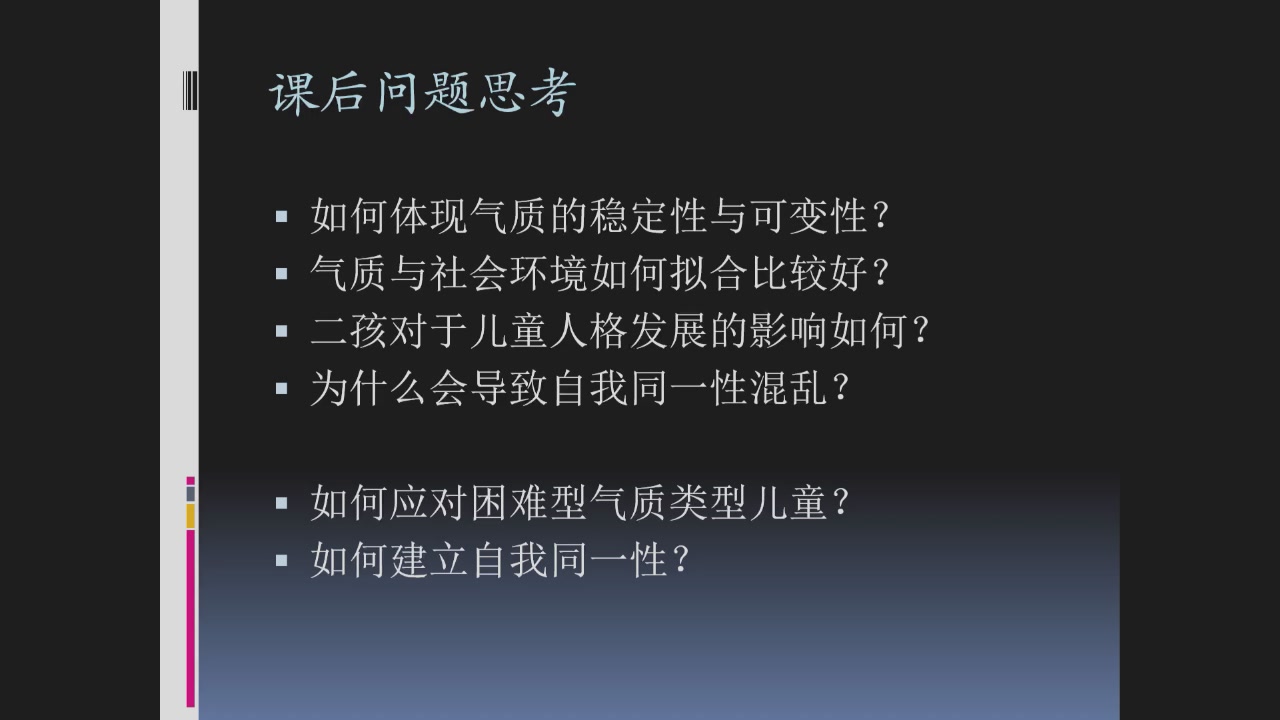 课后问题思考
如何体现气质的稳定性与可变性？
气质与社会环境如何拟合比较好？
二孩对于儿童人格发展的影响如何？
为什么会导致自我同一性混乱？
如何应对困难型气质类型儿童？
如何建立自我同一性？